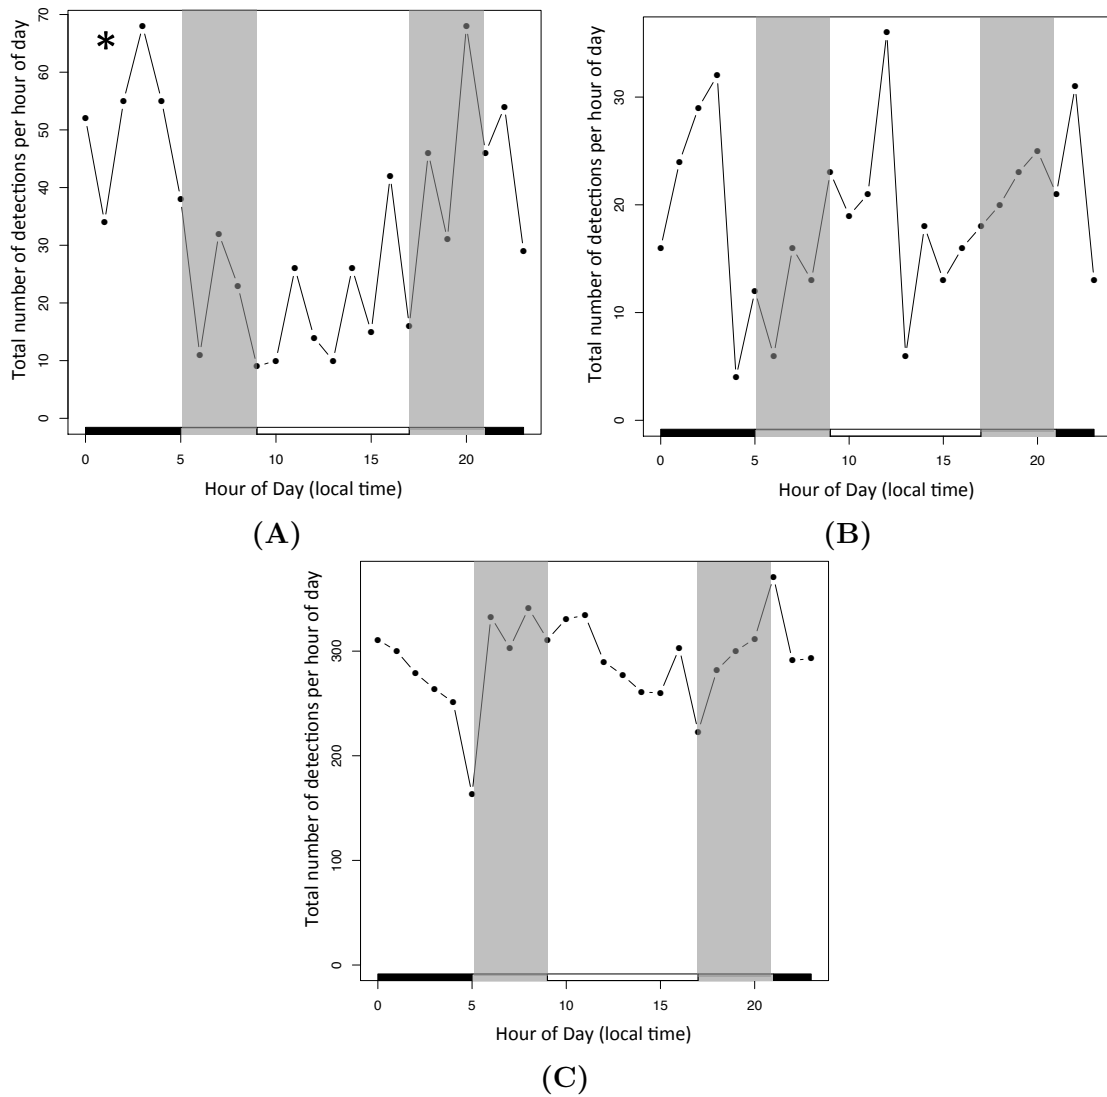 Total number of detections per hour of day
70
60
50
40
30
20
10
0
*
0 5 10 15 20
Hour of Day (local time)
(A)
Total number of detections per hour of day
30
20
10
0
0 5 10 15 20
Hour of Day (local time)
(B)
Total number of detections per hour of day
300
200
100
0
0 5 10 15 20
Hour of Day (local time)
(C)